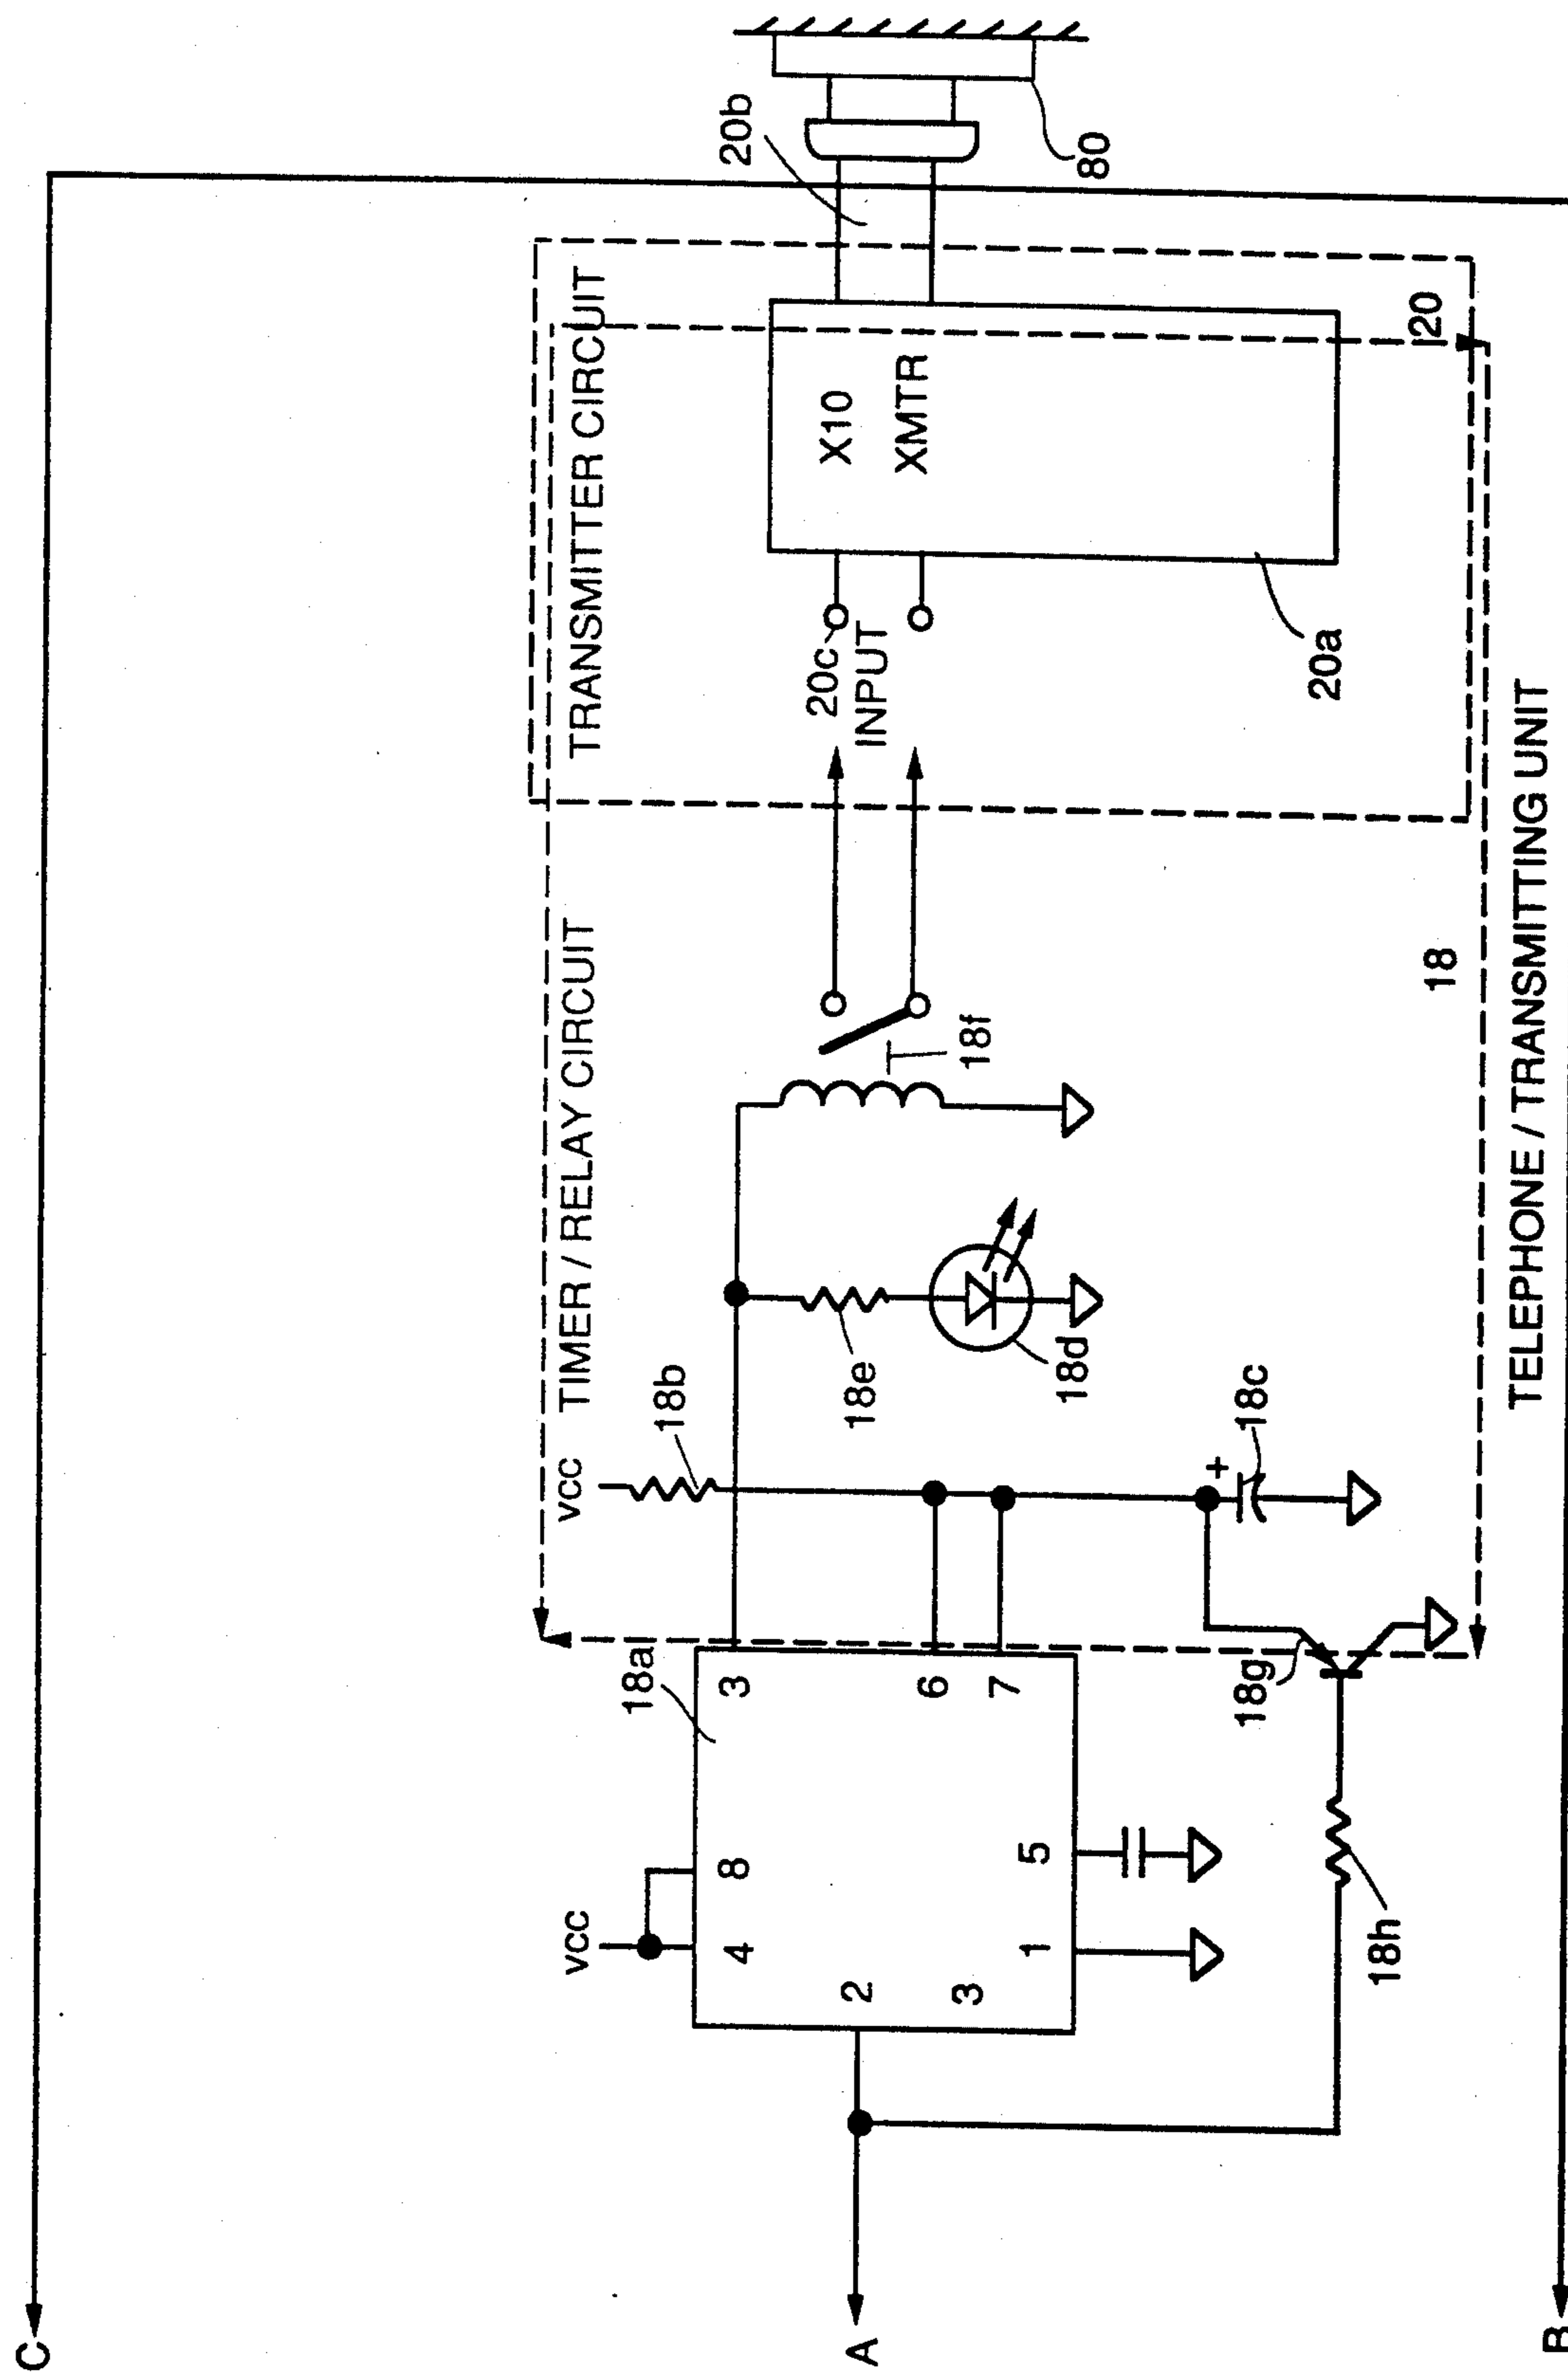 C
A
B
VCC
4
8
2
3
1
5
18a
3
6
7
18h
18g
VCC
18b
TIMER / RELAY CIRCUIT
18e
18d
+
18c
18f
18
TRANSMITTER CIRCUIT
20c
INPUT
X10
XMTR
20a
20
20b
80
TELEPHONE / TRANSMITTING UNIT